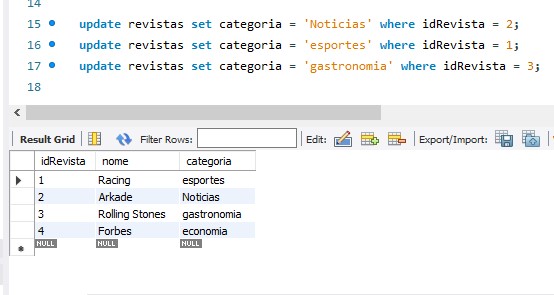 14
15 update revistas set categoria = 'Noticias' where idRevista = 2;
16 update revistas set categoria = 'esportes' where idRevista = 1;
17 update revistas set categoria = 'gastronomia' where idRevista = 3;
18
Result Grid Filter Rows: Edit: Export/Import:
idRevista nome categoria
1 Racing esportes
2 Arkade Noticias
3 Rolling Stones gastronomia
4 Forbes economia
NULL NULL NULL